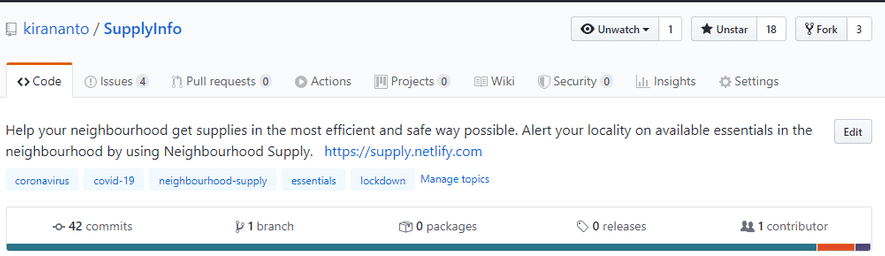 kirananto / SupplyInfo Unwatch 1 Unstar 18 Fork 3
Code Issues 4 Pull requests 0 Actions Projects 0 Wiki Security 0 Insights Settings
Help your neighbourhood get supplies in the most efficient and safe way possible. Alert your locality on available essentials in the Edit
neighbourhood by using Neighbourhood Supply. https://supply.netlify.com
coronavirus covid-19 neighbourhood-supply essentials lockdown Manage topics
42 commits 1 branch 0 packages 0 releases 1 contributor